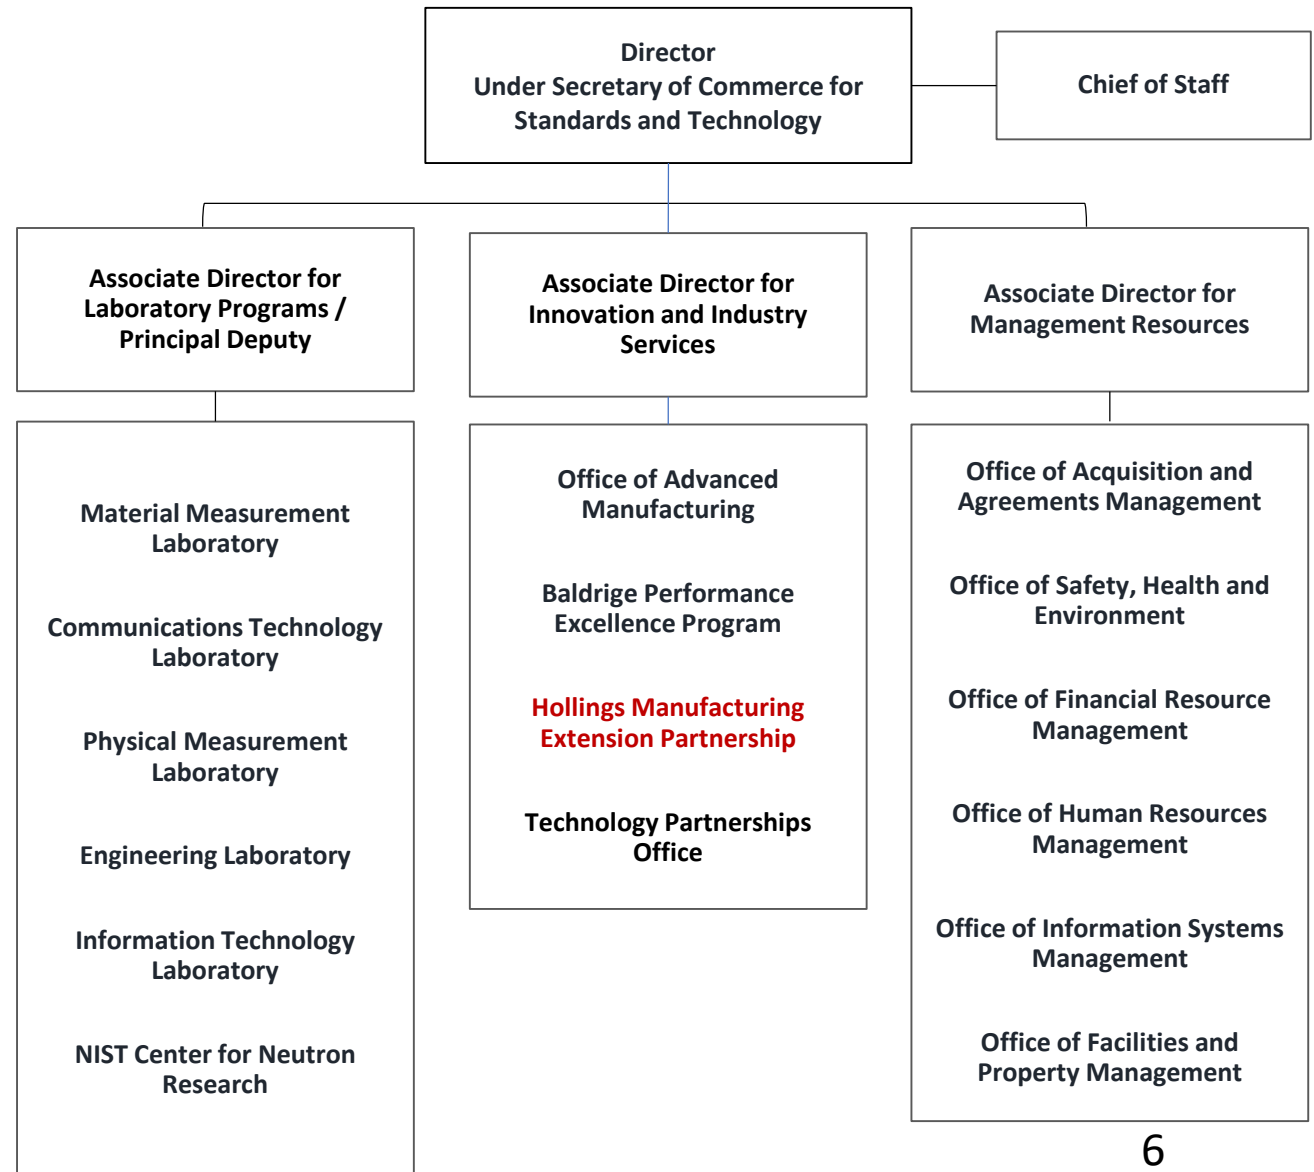 Director
Under Secretary of Commerce for
Standards and Technology
Chief of Staff
Associate Director for
Laboratory Programs /
Principal Deputy
Associate Director for
Innovation and Industry
Services
Associate Director for
Management Resources
Material Measurement
Laboratory
Communications Technology
Laboratory
Physical Measurement
Laboratory
Engineering Laboratory
Information Technology
Laboratory
NIST Center for Neutron
Research
Office of Advanced
Manufacturing
Baldrige Performance
Excellence Program
Hollings Manufacturing
Extension Partnership
Technology Partnerships
Office
Office of Acquisition and
Agreements Management
Office of Safety, Health and
Environment
Office of Financial Resource
Management
Office of Human Resources
Management
Office of Information Systems
Management
Office of Facilities and
Property Management
6